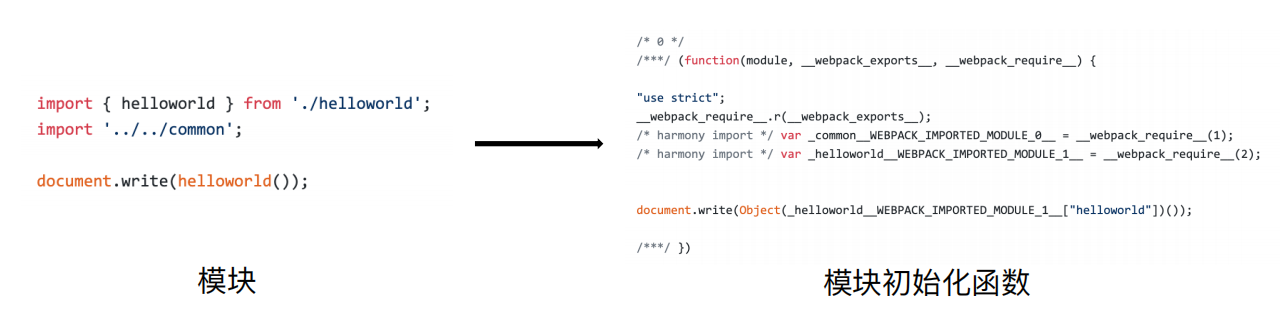 import { helloworld } from './helloworld';
import '../../common';
document.write(helloworld());
模块
/* 0 */
/***/ (function(module, __webpack_exports__, __webpack_require__) {
"use strict";
__webpack_require__.r(__webpack_exports__);
/* harmony import */ var _common__WEBPACK_IMPORTED_MODULE_0__ = __webpack_require__(1);
/* harmony import */ var _helloworld__WEBPACK_IMPORTED_MODULE_1__ = __webpack_require__(2);
document.write(Object(_helloworld__WEBPACK_IMPORTED_MODULE_1__["helloworld"])());
/***/ })
模块初始化函数